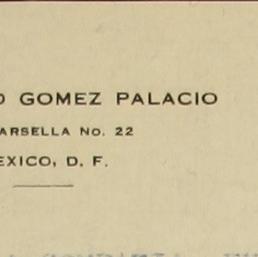 O GOMEZ PALACIO
ARSELLA No. 22
EXICO, D. F.